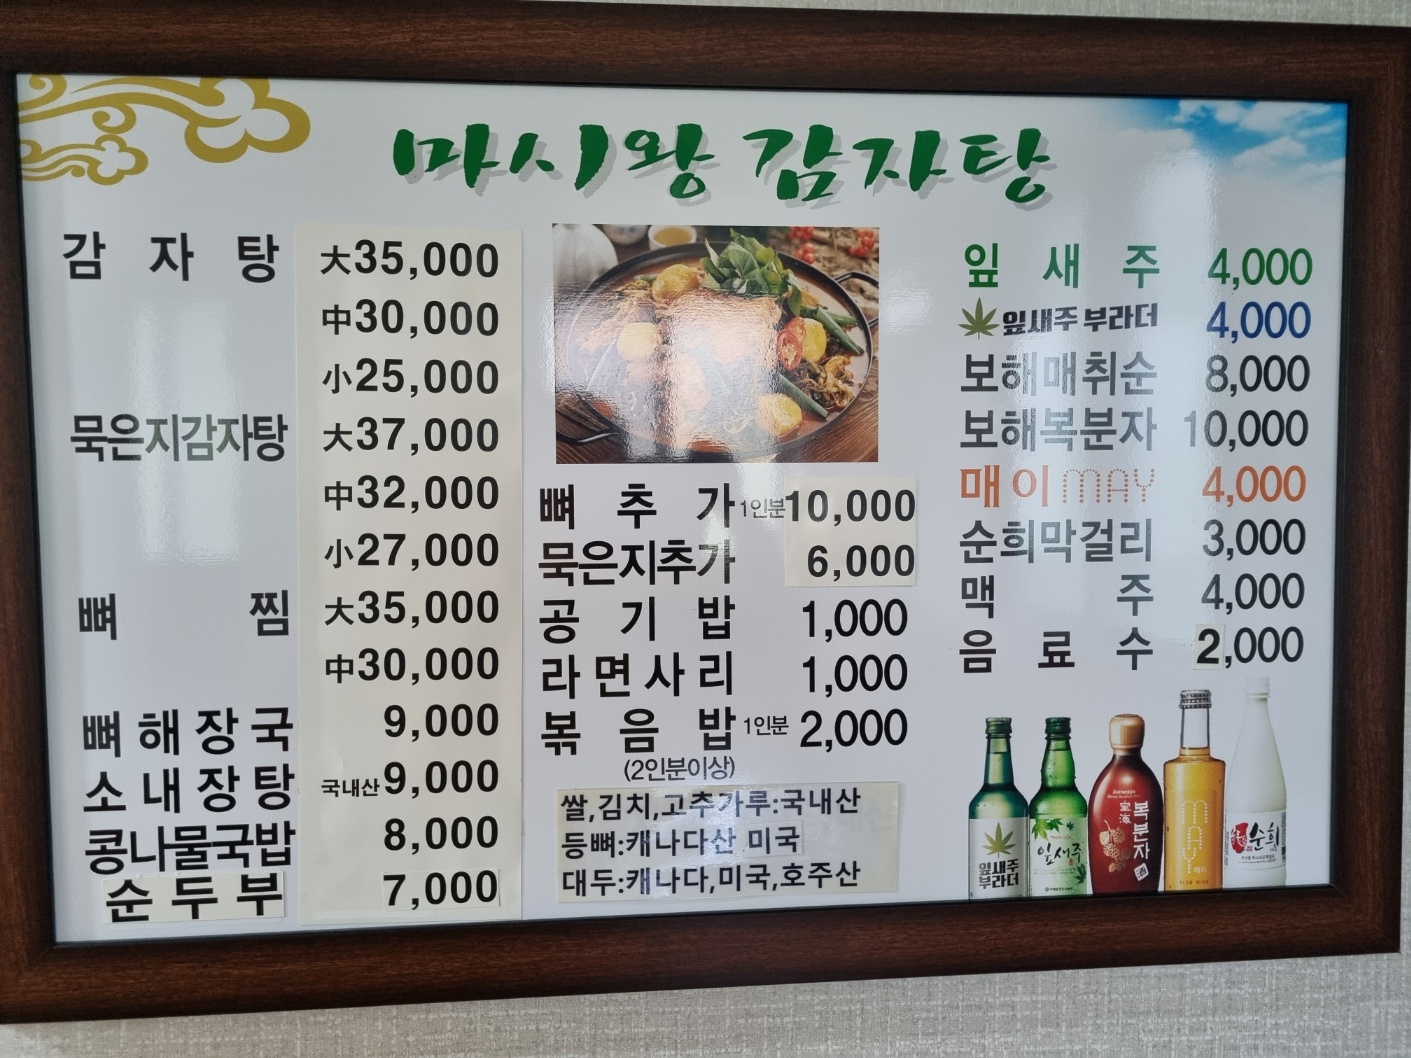 마시왕 감자탕
감자탕 大35,000
中30,000
小25,000
묵은지감자탕 大37,000
中32,000
小27,000
뼈찜 大35,000
中30,000
뼈해장국 9,000
소내장탕 국내산9,000
콩나물국밥 8,000
순두부 7,000
뼈추가 1인분10,000
묵은지추가 6,000
공기밥 1,000
라면사리 1,000
볶음밥 1인분 2,000
(2인분이상)
쌀,김치,고추가루:국내산
등뼈:캐나다산 미국
대두:캐나다,미국,호주산
잎새주 4,000
잎새주 부라더 4,000
보해매취순 8,000
보해복분자 10,000
매이 MAY 4,000
순희막걸리 3,000
맥주 4,000
음료수 2,000
잎새주
부라더
잎새주
복분자
MAY
순희